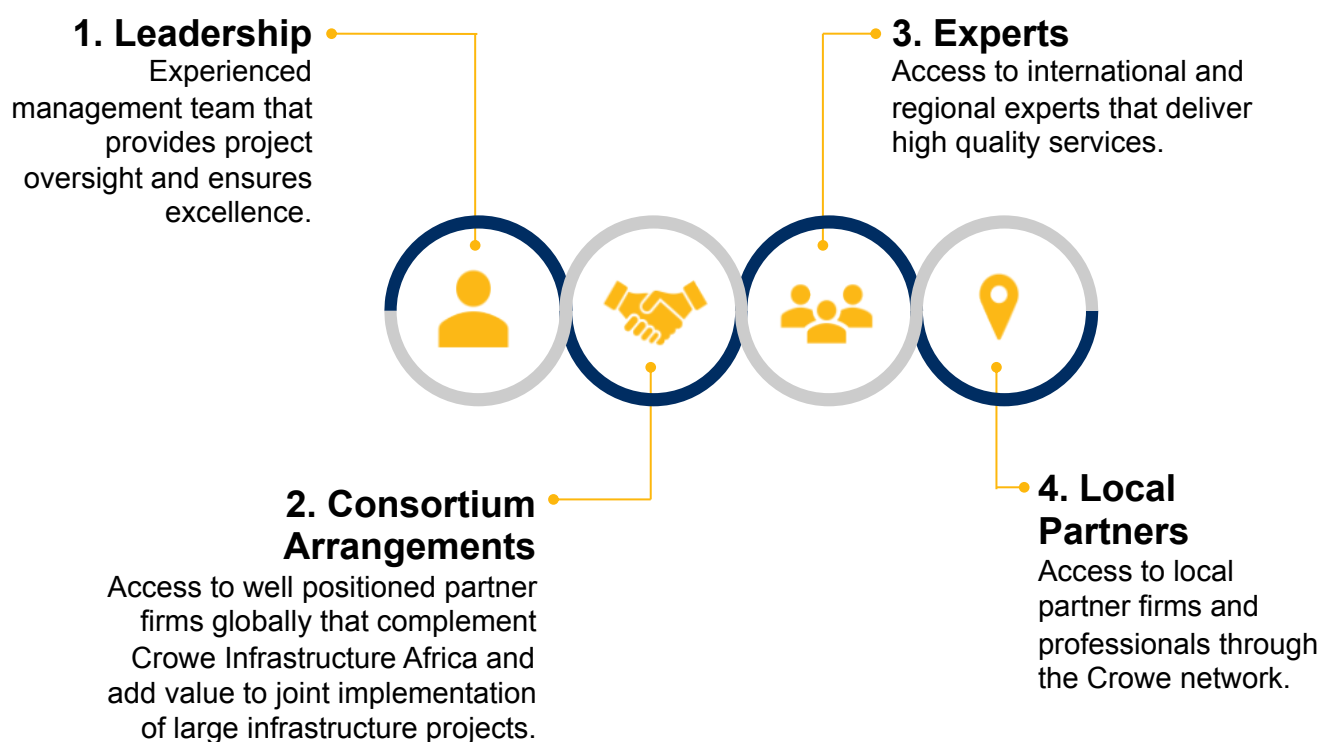 1. Leadership
Experienced
management team that
provides project
oversight and ensures
excellence.
2. Consortium
Arrangements
Access to well positioned partner
firms globally that complement
Crowe Infrastructure Africa and
add value to joint implementation
of large infrastructure projects.
3. Experts
Access to international and
regional experts that deliver
high quality services.
4. Local
Partners
Access to local
partner firms and
professionals through
the Crowe network.